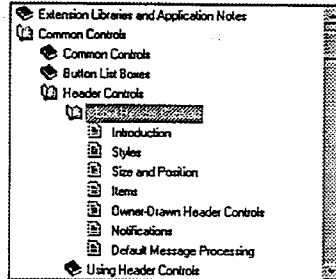 Extension Libraries and Application Notes
Common Controls
Common Controls
Button List Boxes
Header Controls
Introduction
Styles
Size and Position
Items
Owner-Drawn Header Controls
Notifications
Default Message Processing
Using Header Controls